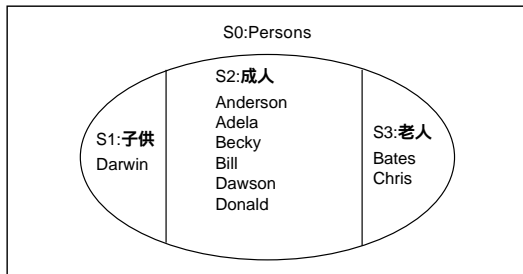 S0:Persons
S1:子供
Darwin
S2:成人
Anderson
Adela
Becky
Bill
Dawson
Donald
S3:老人
Bates
Chris